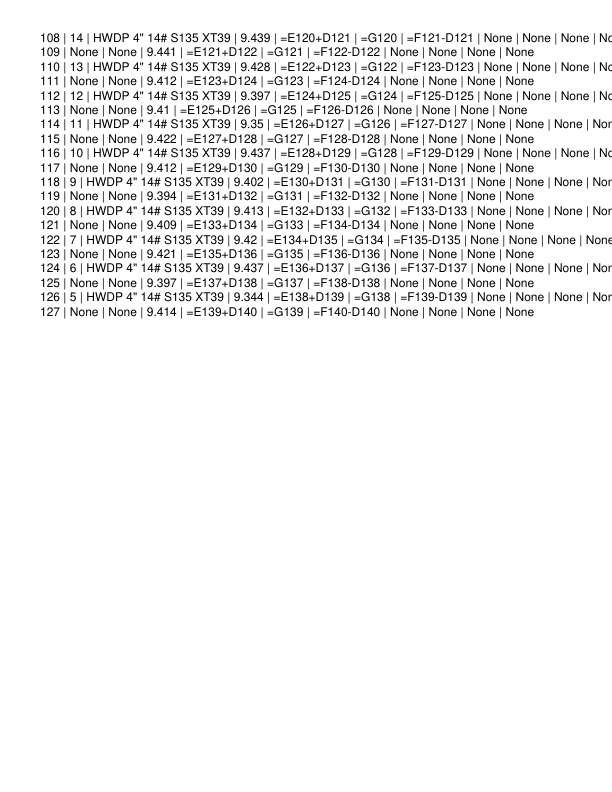 108 | 14 | HWDP 4" 14# S135 XT39 | 9.439 | =E120+D121 | =G120 | =F121-D121 | None | None | None | No
109 | None | None | 9.441 | =E121+D122 | =G121 | =F122-D122 | None | None | None | None
110 | 13 | HWDP 4" 14# S135 XT39 | 9.428 | =E122+D123 | =G122 | =F123-D123 | None | None | None | No
111 | None | None | 9.412 | =E123+D124 | =G123 | =F124-D124 | None | None | None | None
112 | 12 | HWDP 4" 14# S135 XT39 | 9.397 | =E124+D125 | =G124 | =F125-D125 | None | None | None | No
113 | None | None | 9.41 | =E125+D126 | =G125 | =F126-D126 | None | None | None | None
114 | 11 | HWDP 4" 14# S135 XT39 | 9.35 | =E126+D127 | =G126 | =F127-D127 | None | None | None | Non
115 | None | None | 9.422 | =E127+D128 | =G127 | =F128-D128 | None | None | None | None
116 | 10 | HWDP 4" 14# S135 XT39 | 9.437 | =E128+D129 | =G128 | =F129-D129 | None | None | None | No
117 | None | None | 9.412 | =E129+D130 | =G129 | =F130-D130 | None | None | None | None
118 | 9 | HWDP 4" 14# S135 XT39 | 9.402 | =E130+D131 | =G130 | =F131-D131 | None | None | None | Non
119 | None | None | 9.394 | =E131+D132 | =G131 | =F132-D132 | None | None | None | None
120 | 8 | HWDP 4" 14# S135 XT39 | 9.413 | =E132+D133 | =G132 | =F133-D133 | None | None | None | Non
121 | None | None | 9.409 | =E133+D134 | =G133 | =F134-D134 | None | None | None | None
122 | 7 | HWDP 4" 14# S135 XT39 | 9.42 | =E134+D135 | =G134 | =F135-D135 | None | None | None | None
123 | None | None | 9.421 | =E135+D136 | =G135 | =F136-D136 | None | None | None | None
124 | 6 | HWDP 4" 14# S135 XT39 | 9.437 | =E136+D137 | =G136 | =F137-D137 | None | None | None | Non
125 | None | None | 9.397 | =E137+D138 | =G137 | =F138-D138 | None | None | None | None
126 | 5 | HWDP 4" 14# S135 XT39 | 9.344 | =E138+D139 | =G138 | =F139-D139 | None | None | None | Non
127 | None | None | 9.414 | =E139+D140 | =G139 | =F140-D140 | None | None | None | None